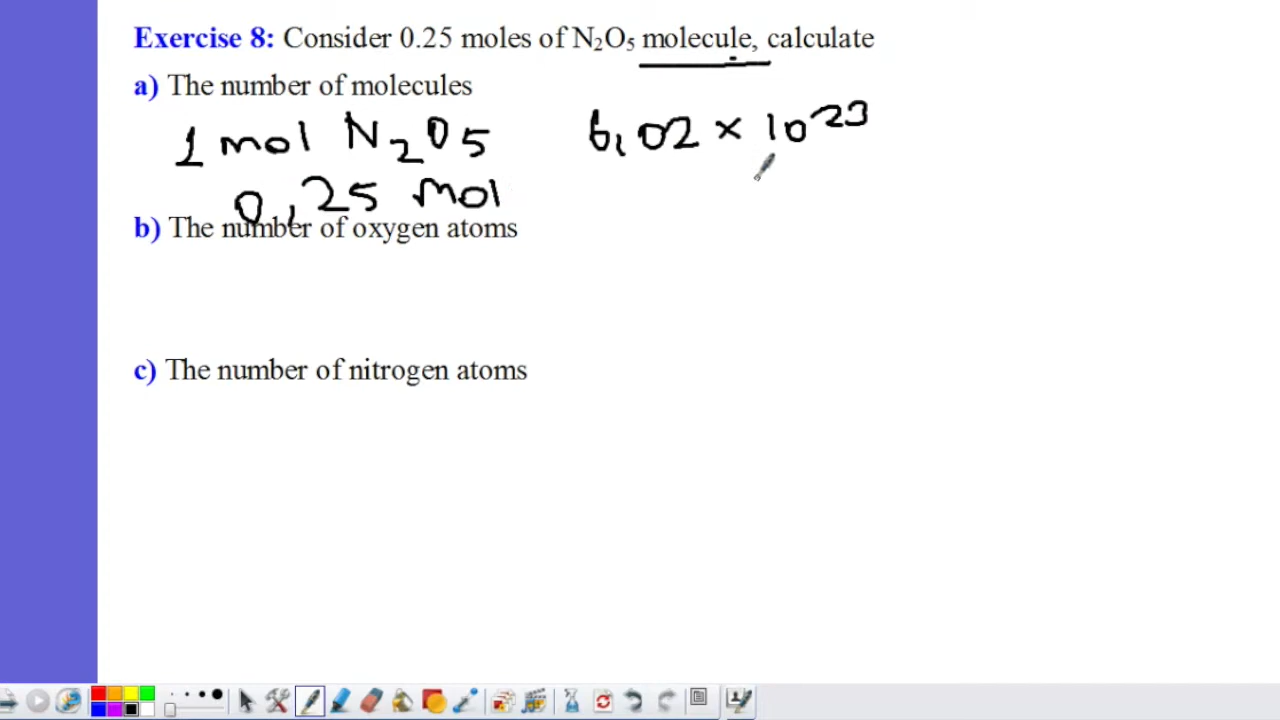 Exercise 8: Consider 0.25 moles of N₂O₅ molecule, calculate
a) The number of molecules
1 mol N₂O₅ 6,02 × 10²³
0,25 mol
b) The number of oxygen atoms
c) The number of nitrogen atoms